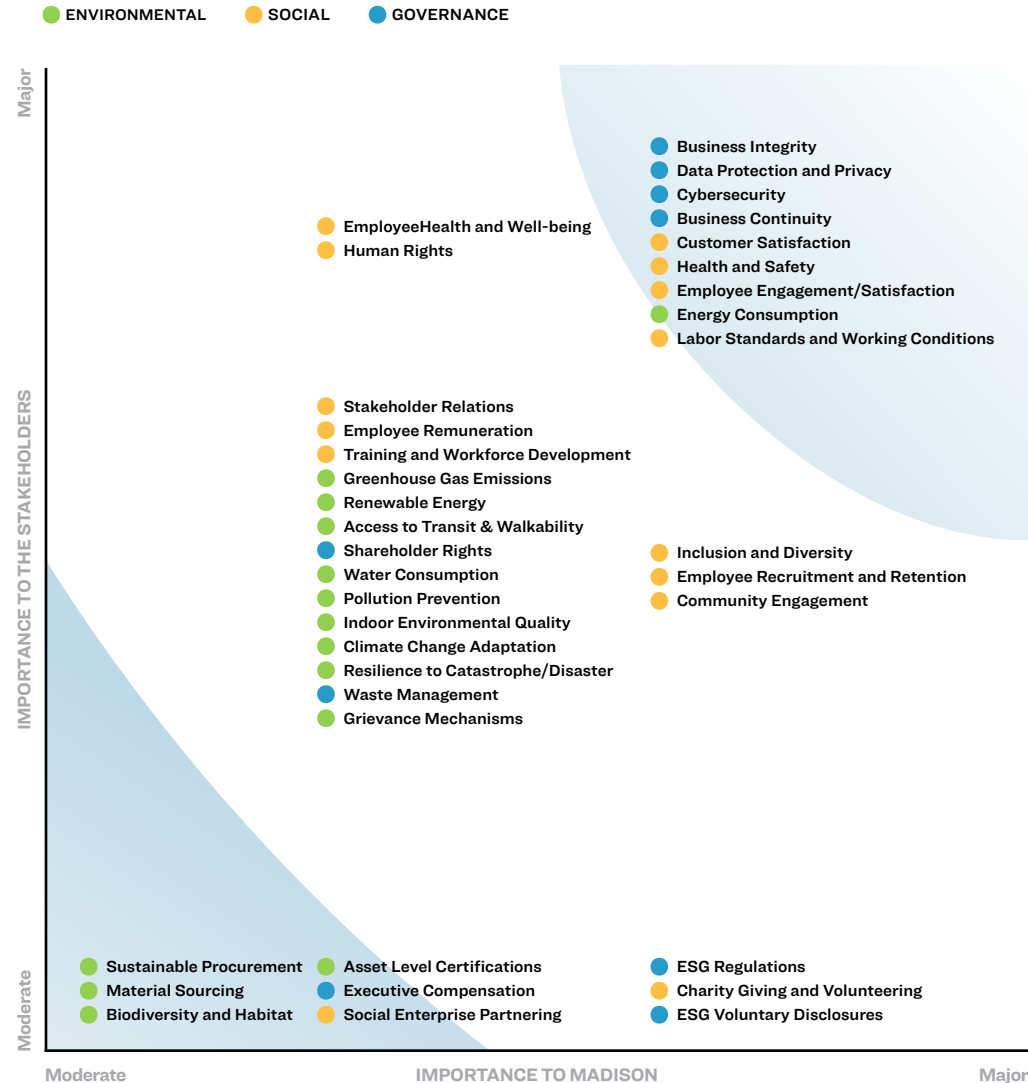 ENVIRONMENTAL SOCIAL GOVERNANCE
Major
IMPORTANCE TO THE STAKEHOLDERS
Moderate
Business Integrity
Data Protection and Privacy
Cybersecurity
Business Continuity
Customer Satisfaction
Health and Safety
Employee Engagement/Satisfaction
Energy Consumption
Labor Standards and Working Conditions
EmployeeHealth and Well-being
Human Rights
Stakeholder Relations
Employee Remuneration
Training and Workforce Development
Greenhouse Gas Emissions
Renewable Energy
Access to Transit & Walkability
Shareholder Rights
Water Consumption
Pollution Prevention
Indoor Environmental Quality
Climate Change Adaptation
Resilience to Catastrophe/Disaster
Waste Management
Grievance Mechanisms
Inclusion and Diversity
Employee Recruitment and Retention
Community Engagement
Sustainable Procurement
Material Sourcing
Biodiversity and Habitat
Asset Level Certifications
Executive Compensation
Social Enterprise Partnering
ESG Regulations
Charity Giving and Volunteering
ESG Voluntary Disclosures
Moderate IMPORTANCE TO MADISON Major